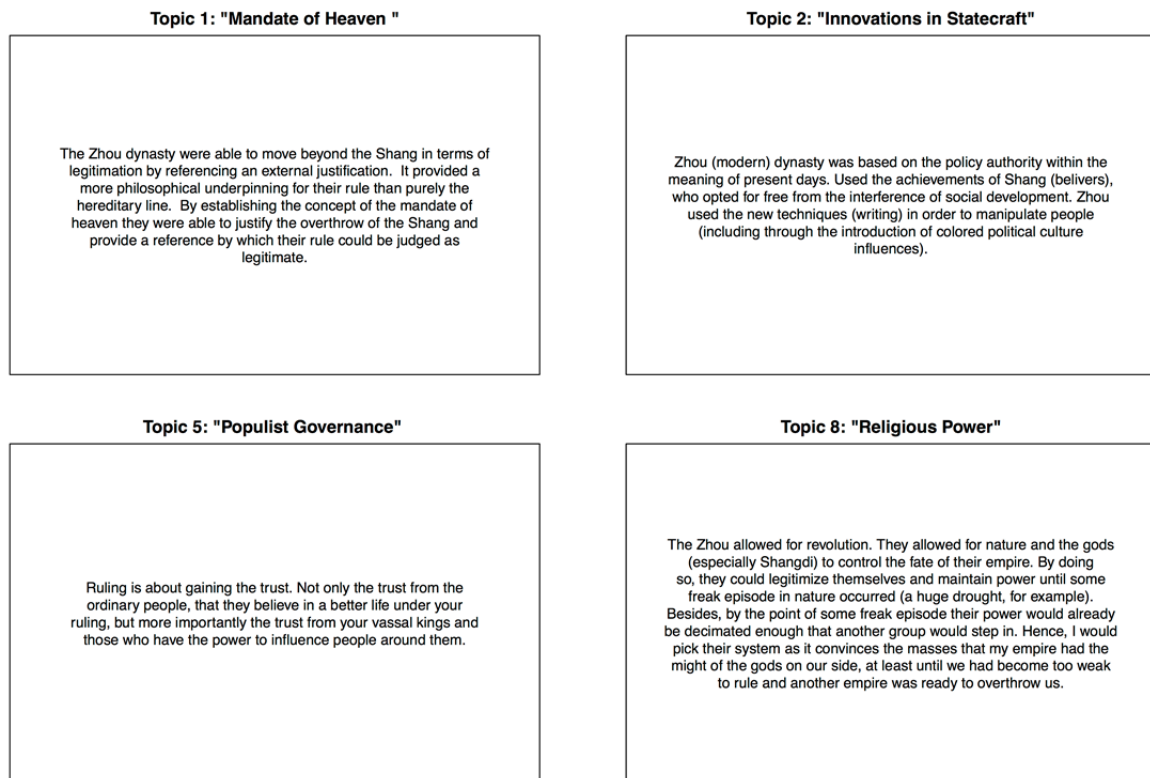 Topic 1: "Mandate of Heaven "
The Zhou dynasty were able to move beyond the Shang in terms of
legitimation by referencing an external justification.  It provided a
more philosophical underpinning for their rule than purely the
hereditary line.  By establishing the concept of the mandate of
heaven they were able to justify the overthrow of the Shang and
provide a reference by which their rule could be judged as
legitimate.
Topic 2: "Innovations in Statecraft"
Zhou (modern) dynasty was based on the policy authority within the
meaning of present days. Used the achievements of Shang (belivers),
who opted for free from the interference of social development. Zhou
used the new techniques (writing) in order to manipulate people
(including through the introduction of colored political culture
influences).
Topic 5: "Populist Governance"
Ruling is about gaining the trust. Not only the trust from the
ordinary people, that they believe in a better life under your
ruling, but more importantly the trust from your vassal kings and
those who have the power to influence people around them.
Topic 8: "Religious Power"
The Zhou allowed for revolution. They allowed for nature and the gods
(especially Shangdi) to control the fate of their empire. By doing
so, they could legitimize themselves and maintain power until some
freak episode in nature occurred (a huge drought, for example).
Besides, by the point of some freak episode their power would already
be decimated enough that another group would step in. Hence, I would
pick their system as it convinces the masses that my empire had the
might of the gods on our side, at least until we had become too weak
to rule and another empire was ready to overthrow us.